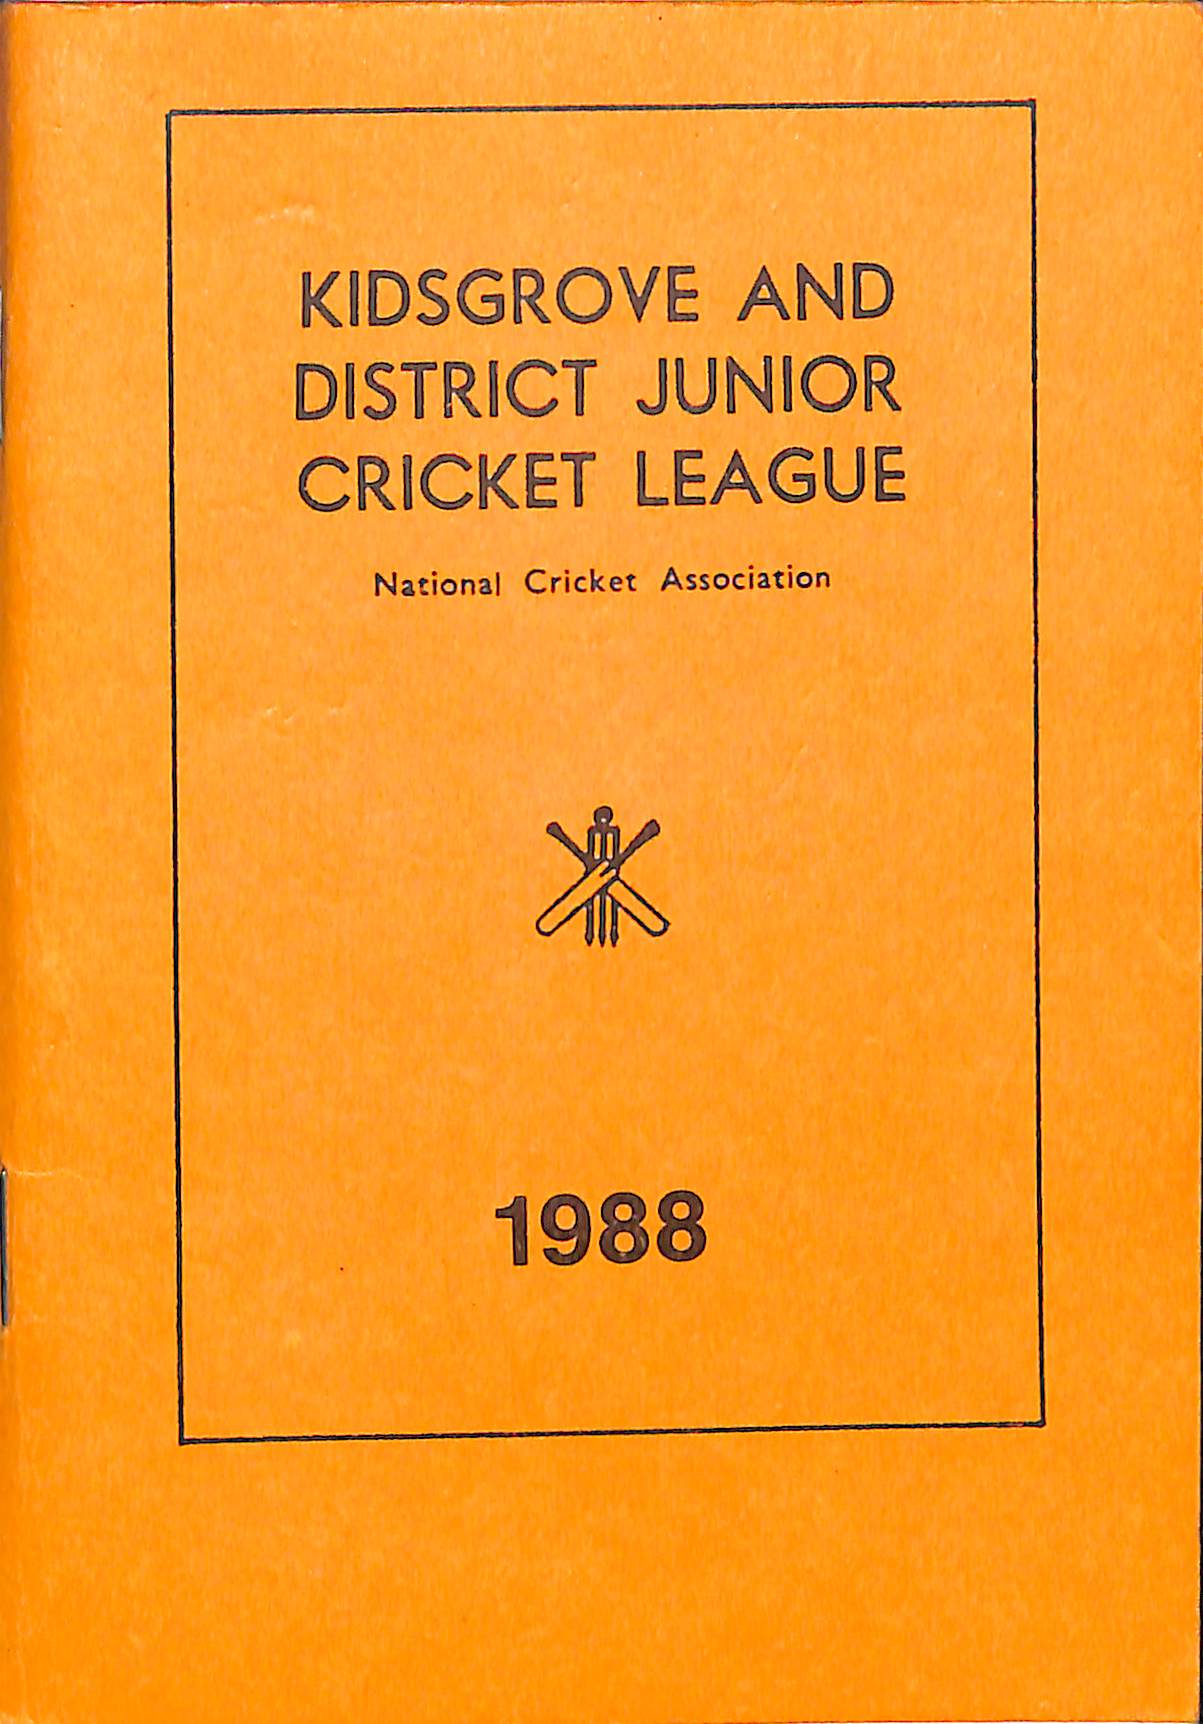 KIDSGROVE AND
DISTRICT JUNIOR
CRICKET LEAGUE
National Cricket Association
1988